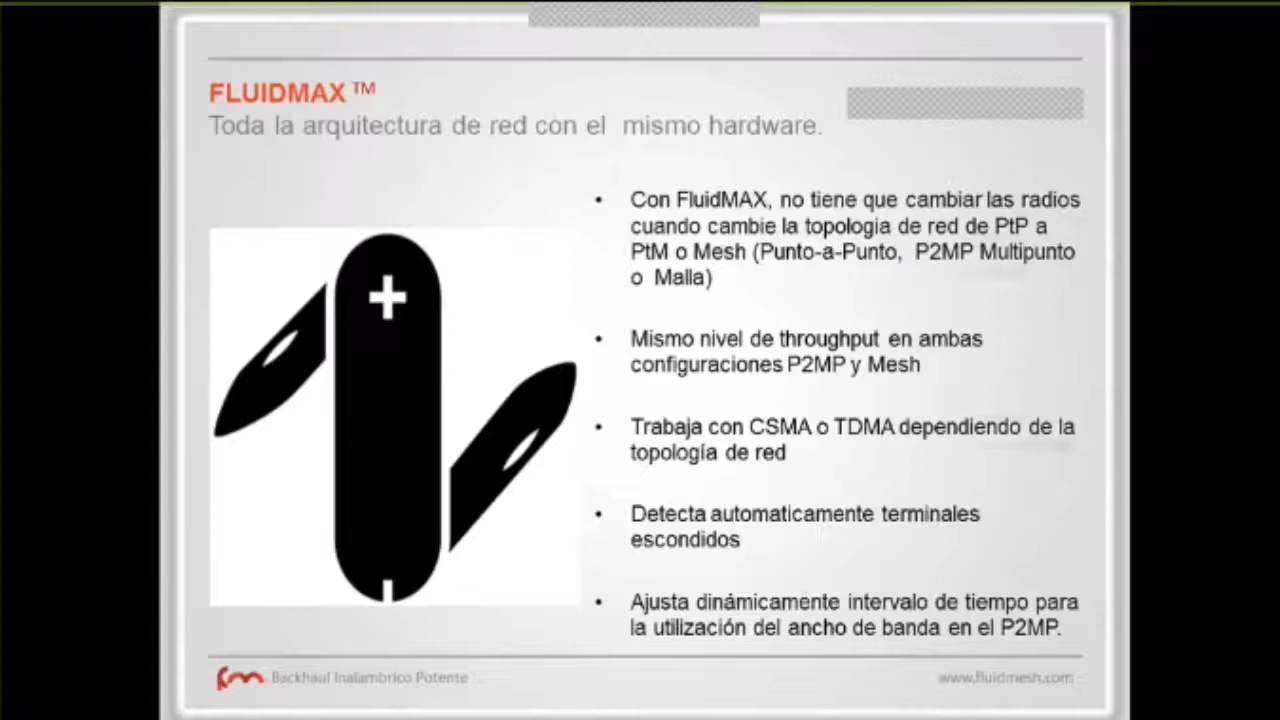 FLUIDMAX™
Toda la arquitectura de red con el mismo hardware.
• Con FluidMAX, no tiene que cambiar las radios
cuando cambie la topologia de red de PtP a
PtM o Mesh (Punto-a-Punto, P2MP Multipunto
o Malla)
• Mismo nivel de throughput en ambas
configuraciones P2MP y Mesh
• Trabaja con CSMA o TDMA dependiendo de la
topología de red
• Detecta automaticamente terminales
escondidos
• Ajusta dinámicamente intervalo de tiempo para
la utilización del ancho de banda en el P2MP.
fm Backhaul Inalambrico Potente
www.fluidmesh.com